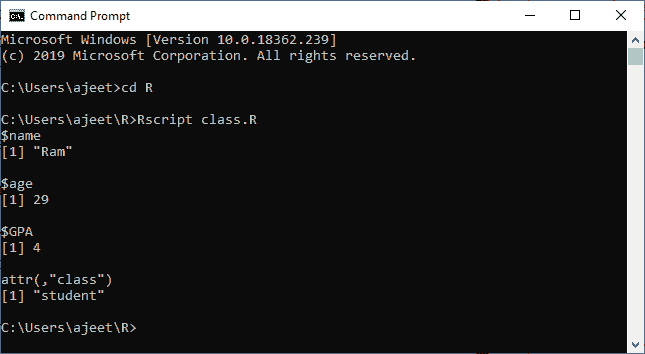 Command Prompt
Microsoft Windows [Version 10.0.18362.239]
(c) 2019 Microsoft Corporation. All rights reserved.
C:\Users\ajeet>cd R
C:\Users\ajeet\R>Rscript class.R
$name
[1] "Ram"
$age
[1] 29
$GPA
[1] 4
attr(,"class")
[1] "student"
C:\Users\ajeet\R>